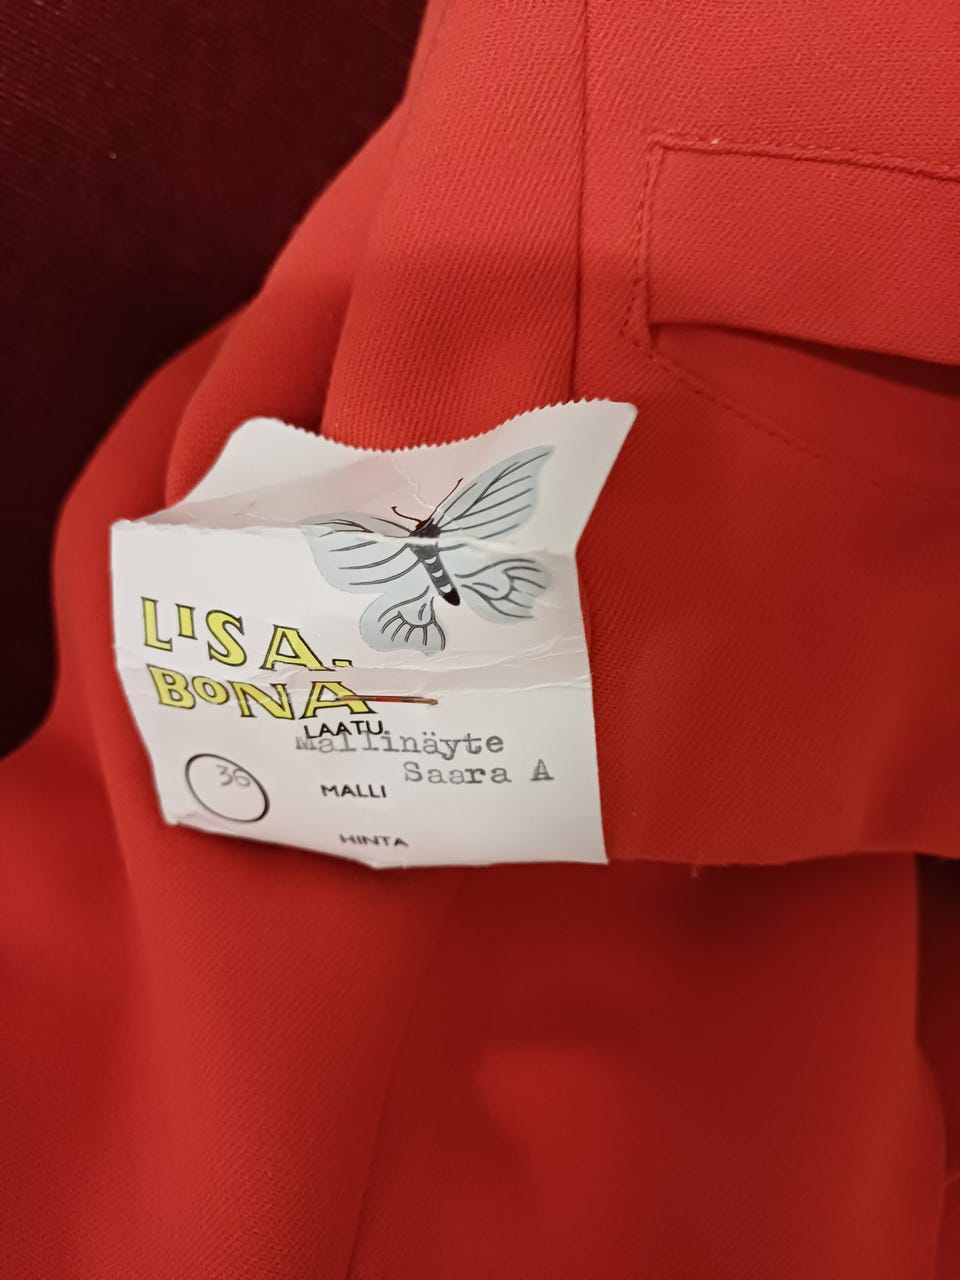 LISA.
BONA
LAATU
Mallinäyte
Saara A
36
MALLI
HINTA